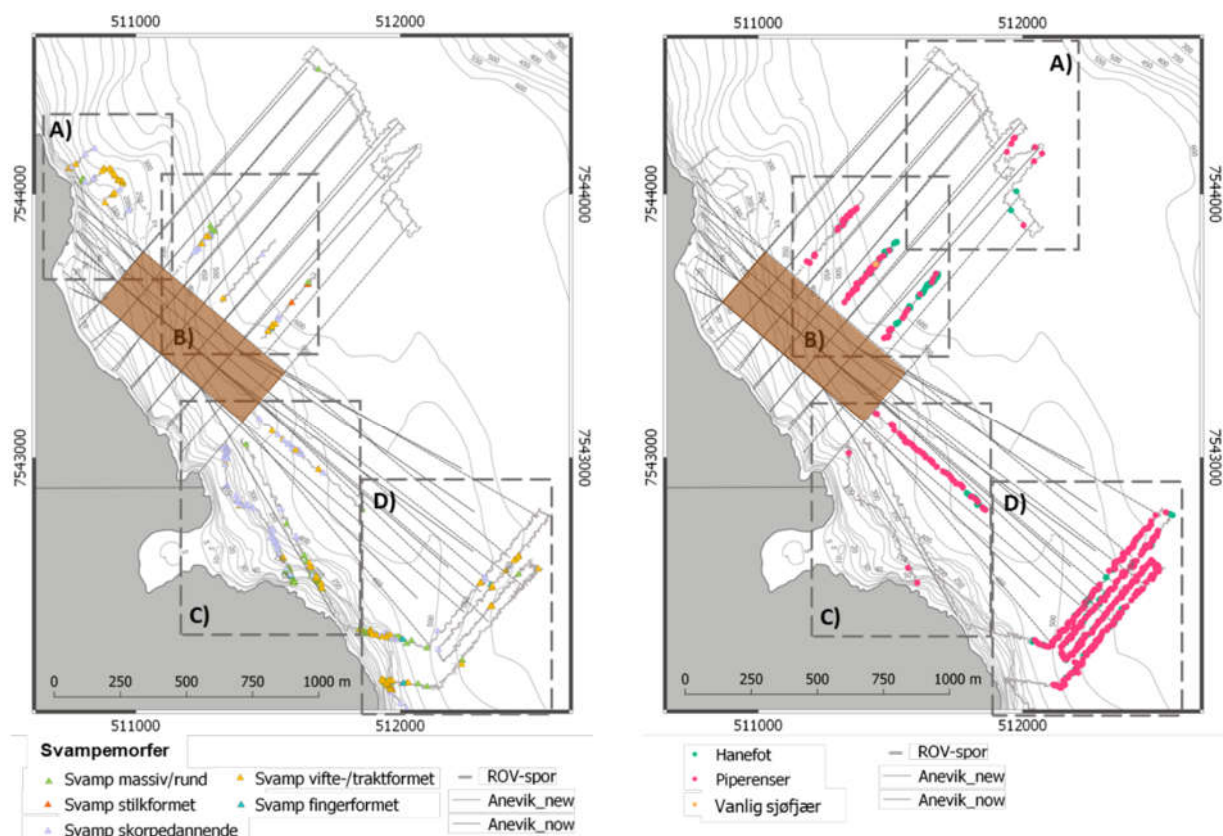 511000 512000
511000 512000
7544000
7543000
7544000
7543000
7544000
7543000
A)
B)
C)
D)
A)
B)
C)
D)
0 250 500 750 1000 m
0 250 500 750 1000 m
511000 512000
511000 512000
Svampemorfer
Svamp massiv/rund
Svamp vifte-/traktformet
ROV-spor
Svamp stilkformet
Svamp fingerformet
Anevik_new
Svamp skorpedannende
Anevik_now
Hanefot
ROV-spor
Piperenser
Anevik_new
Vanlig sjøfjær
Anevik_now